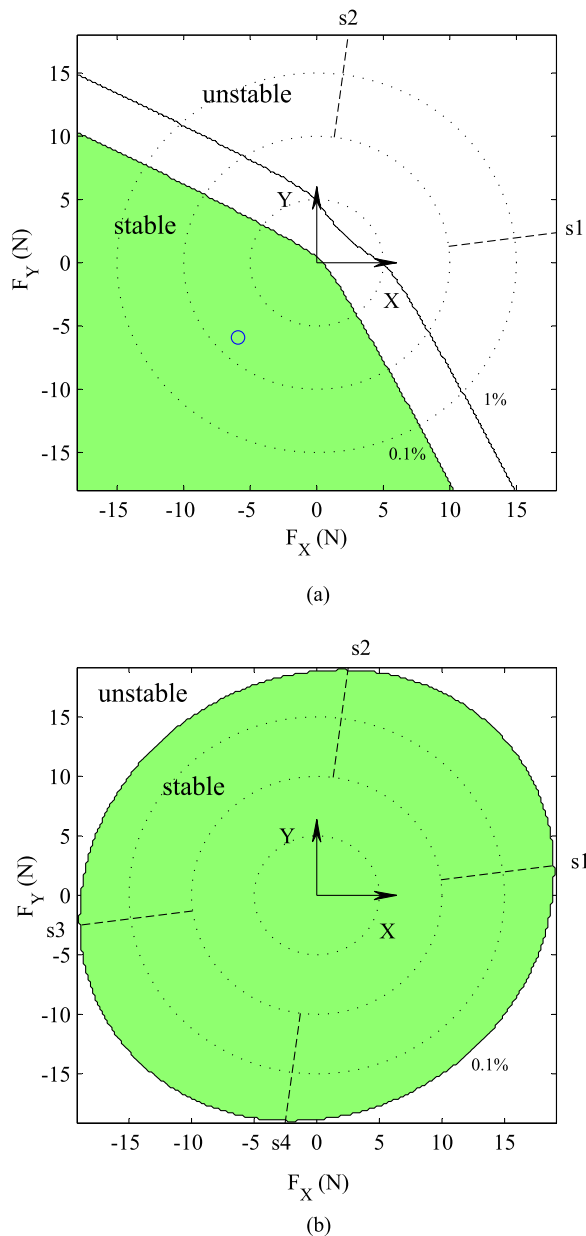 s2
15
unstable
10
s1
5
Y
stable
0
X
F_Y (N)
-5
-10
1%
0.1%
-15
-15 -10 -5 0 5 10 15
F_X (N)
(a)
s2
unstable
15
stable
10
5
Y
s1
0
F_Y (N)
s3
X
-5
-10
0.1%
-15
-15 -10 -5 s4 0 5 10 15
F_X (N)
(b)